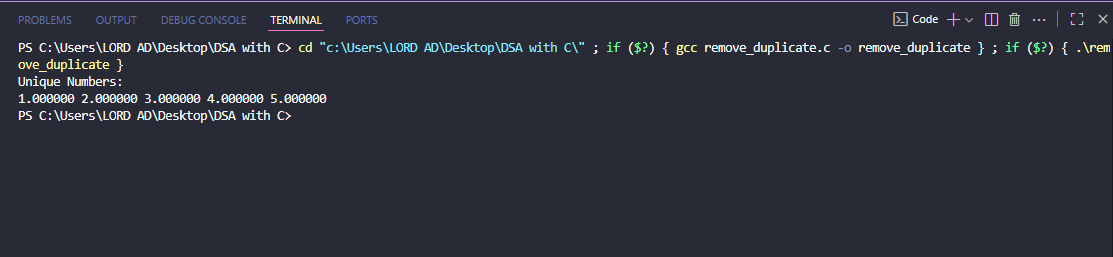 PROBLEMS OUTPUT DEBUG CONSOLE TERMINAL PORTS Code
PS C:\Users\LORD AD\Desktop\DSA with C> cd "c:\Users\LORD AD\Desktop\DSA with C\" ; if ($?) { gcc remove_duplicate.c -o remove_duplicate } ; if ($?) { .\rem
ove_duplicate }
Unique Numbers:
1.000000 2.000000 3.000000 4.000000 5.000000
PS C:\Users\LORD AD\Desktop\DSA with C>